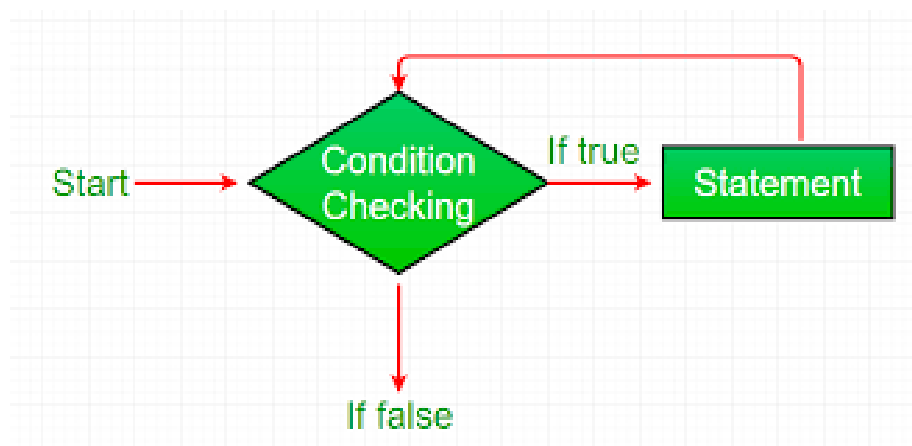 Start
Condition
Checking
If true
Statement
If false